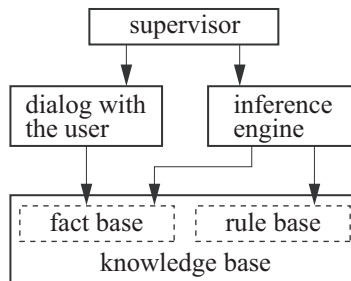 supervisor
dialog with
the user
inference
engine
fact base
rule base
knowledge base